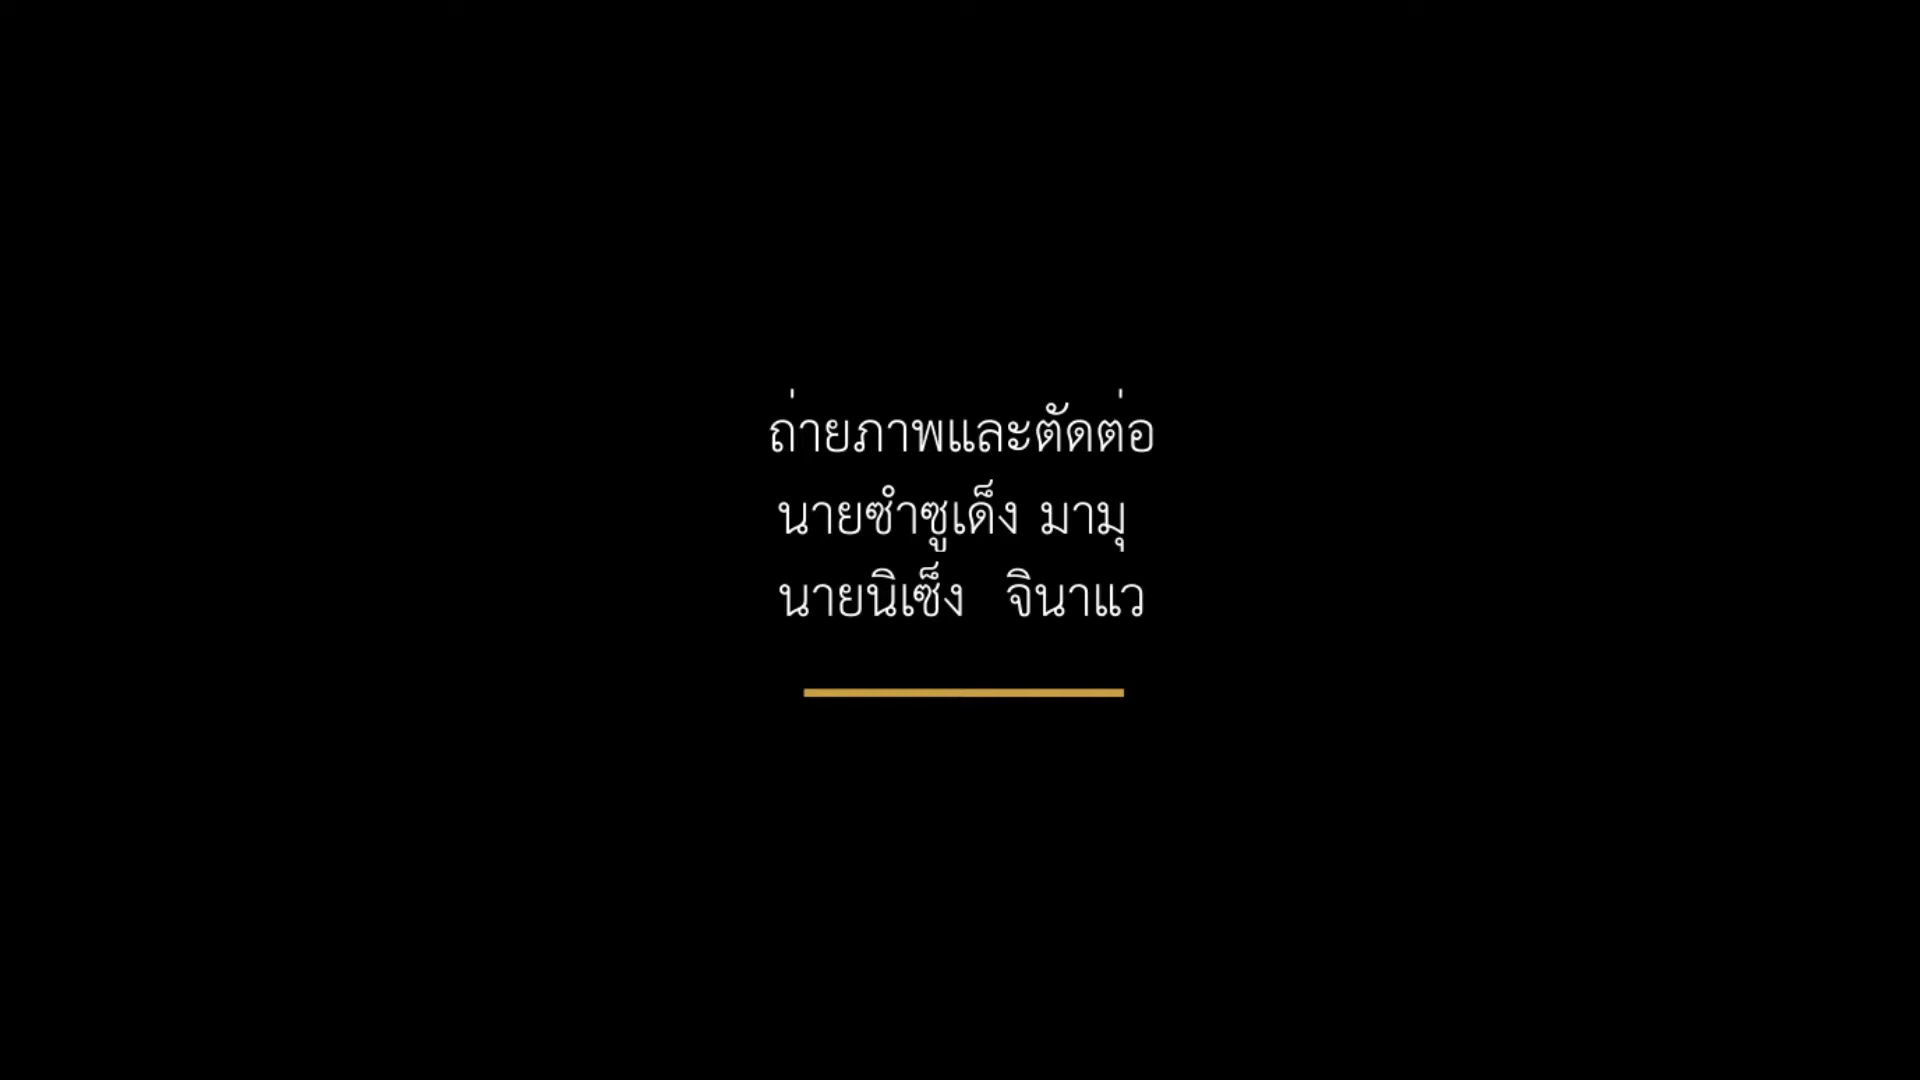 ถ่ายภาพและตัดต่อ
นายซำซูเด็ง มามุ
นายนิเซ็ง จินาแว